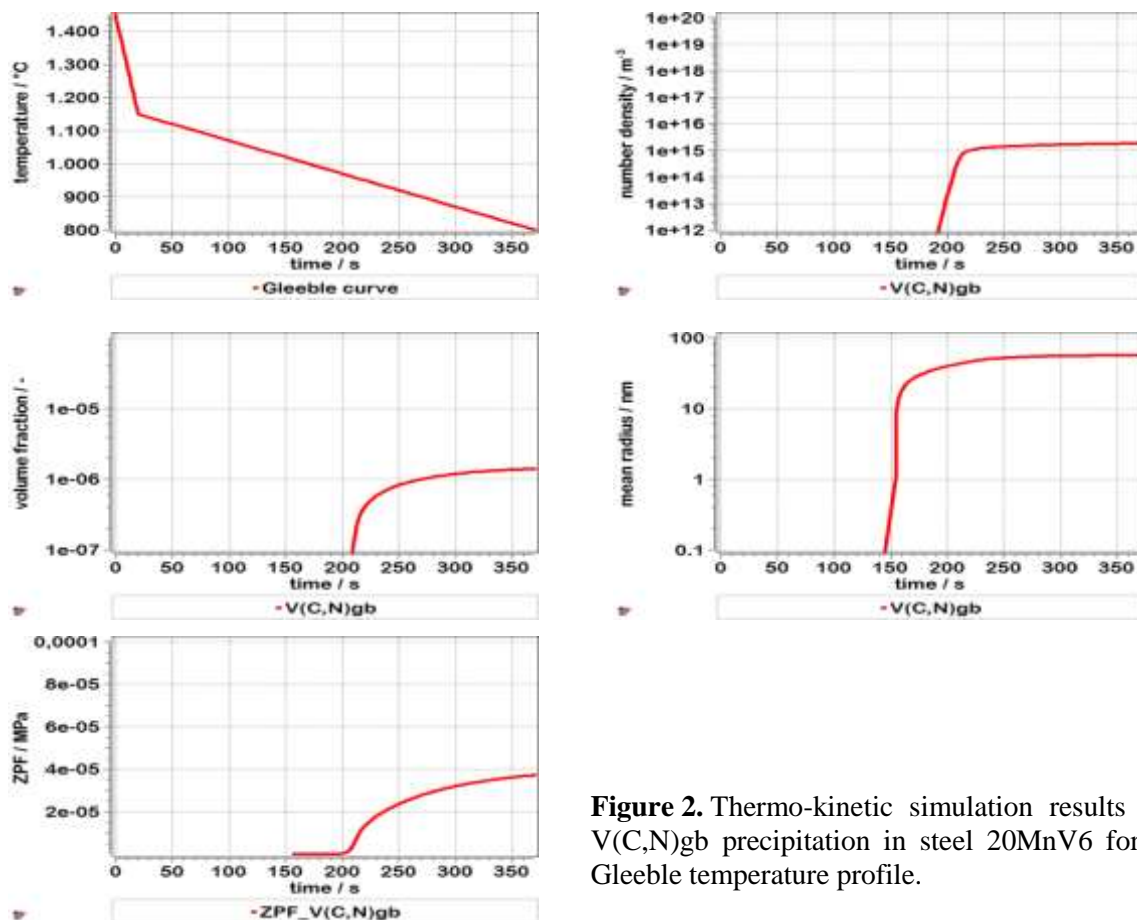 1.400
1.300
1.200
1.100
1.000
900
800
temperature / °C
0 50 100 150 200 250 300 350
time / s
Gleeble curve
1e+20
1e+19
1e+18
1e+17
1e+16
1e+15
1e+14
1e+13
1e+12
number density / m⁻³
0 50 100 150 200 250 300 350
time / s
V(C,N)gb
1e-05
1e-06
1e-07
volume fraction / -
0 50 100 150 200 250 300 350
time / s
V(C,N)gb
100
10
1
0.1
mean radius / nm
0 50 100 150 200 250 300 350
time / s
V(C,N)gb
0,0001
8e-05
6e-05
4e-05
2e-05
ZPF / MPa
0 50 100 150 200 250 300 350
time / s
ZPF_V(C,N)gb
Figure 2. Thermo-kinetic simulation results
V(C,N)gb precipitation in steel 20MnV6 for
Gleeble temperature profile.